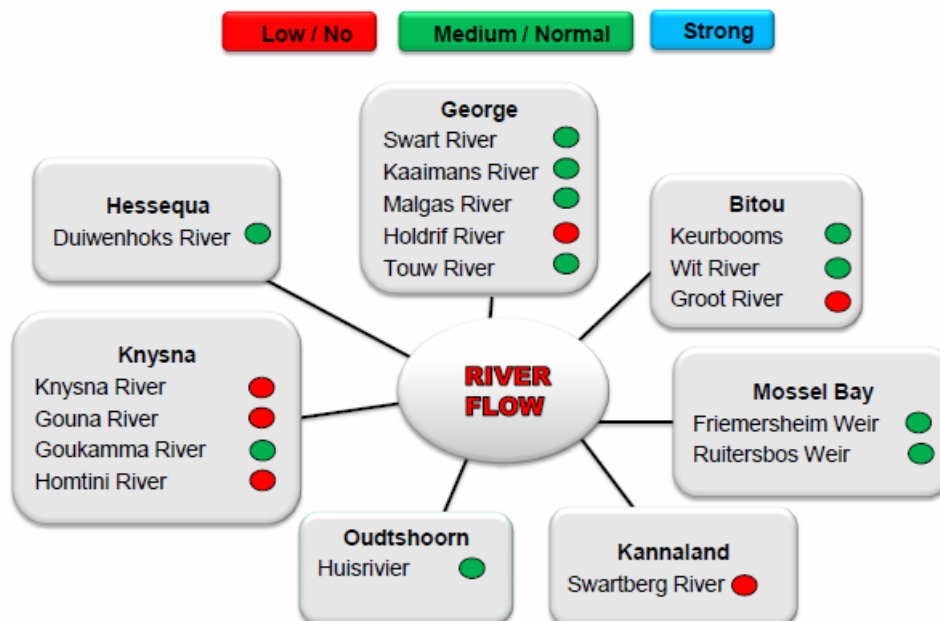 Low / No
Medium / Normal
Strong
George
Swart River
Kaaimans River
Malgas River
Holdrif River
Touw River
Hessequa
Duiwenhoks River
Bitou
Keurbooms
Wit River
Groot River
Knysna
Knysna River
Gouna River
Goukamma River
Homtini River
RIVER
FLOW
Mossel Bay
Friemersheim Weir
Ruitersbos Weir
Oudtshoorn
Huisrivier
Kannaland
Swartberg River